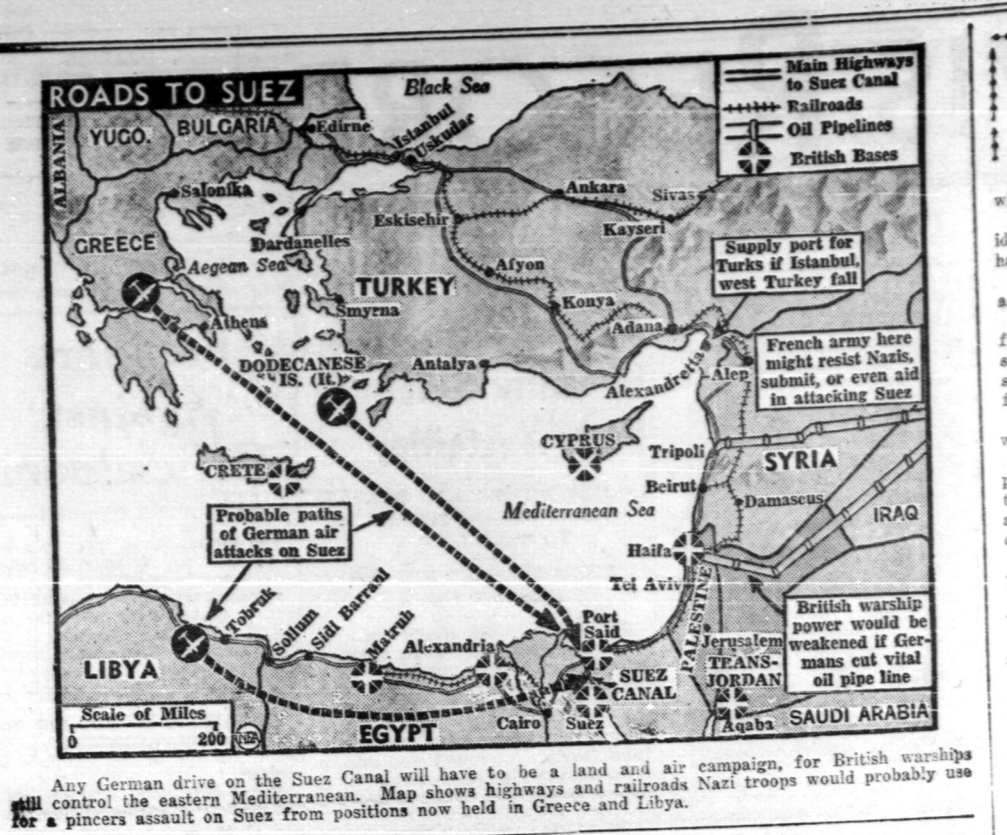 ROADS TO SUEZ
Black Sea
Main Highways
to Suez Canal
Railroads
Oil Pipelines
British Bases
ALBANIA
YUGO.
BULGARIA
Edirne
Istanbul
Uskudar
Salonika
Ankara
Sivas
Eskisehir
Kayseri
GREECE
Dardanelles
Aegean Sea
Supply port for
Turks if Istanbul,
west Turkey fall
Afyon
TURKEY
Smyrna
Konya
Athens
Adana
DODECANESE
IS. (It.)
Antalya
Alexandretta
Alep
French army here
might resist Nazis,
submit, or even aid
in attacking Suez
CYPRUS
CRETE
Tripoli
SYRIA
Beirut
Damascus
IRAQ
Mediterranean Sea
Probable paths
of German air
attacks on Suez
Haifa
Tel Aviv
PALESTINE
British warship
power would be
weakened if Ger-
mans cut vital
oil pipe line
Tobruk
Sollum
Sidi Barrani
Matruh
Alexandria
Port
Said
Jerusalem
TRANS-
JORDAN
LIBYA
SUEZ
CANAL
Scale of Miles
0 200
NEA
EGYPT
Cairo
Suez
Aqaba
SAUDI ARABIA
Any German drive on the Suez Canal will have to be a land and air campaign, for British warships
still control the eastern Mediterranean. Map shows highways and railroads Nazi troops would probably use
for a pincers assault on Suez from positions now held in Greece and Libya.